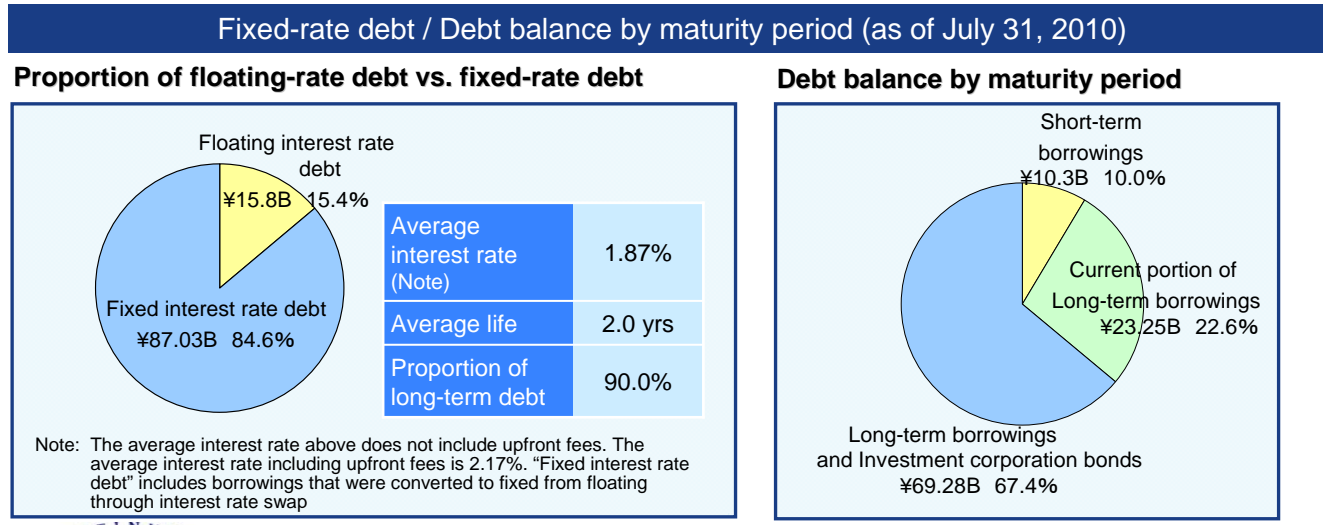 Fixed-rate debt / Debt balance by maturity period (as of July 31, 2010)
Proportion of floating-rate debt vs. fixed-rate debt
Floating interest rate
debt
¥15.8B 15.4%
Fixed interest rate debt
¥87.03B 84.6%
Average
interest rate
(Note)
1.87%
Average life
2.0 yrs
Proportion of
long-term debt
90.0%
Note: The average interest rate above does not include upfront fees. The
average interest rate including upfront fees is 2.17%. “Fixed interest rate
debt” includes borrowings that were converted to fixed from floating
through interest rate swap
Debt balance by maturity period
Short-term
borrowings
¥10.3B 10.0%
Current portion of
Long-term borrowings
¥23.25B 22.6%
Long-term borrowings
and Investment corporation bonds
¥69.28B 67.4%